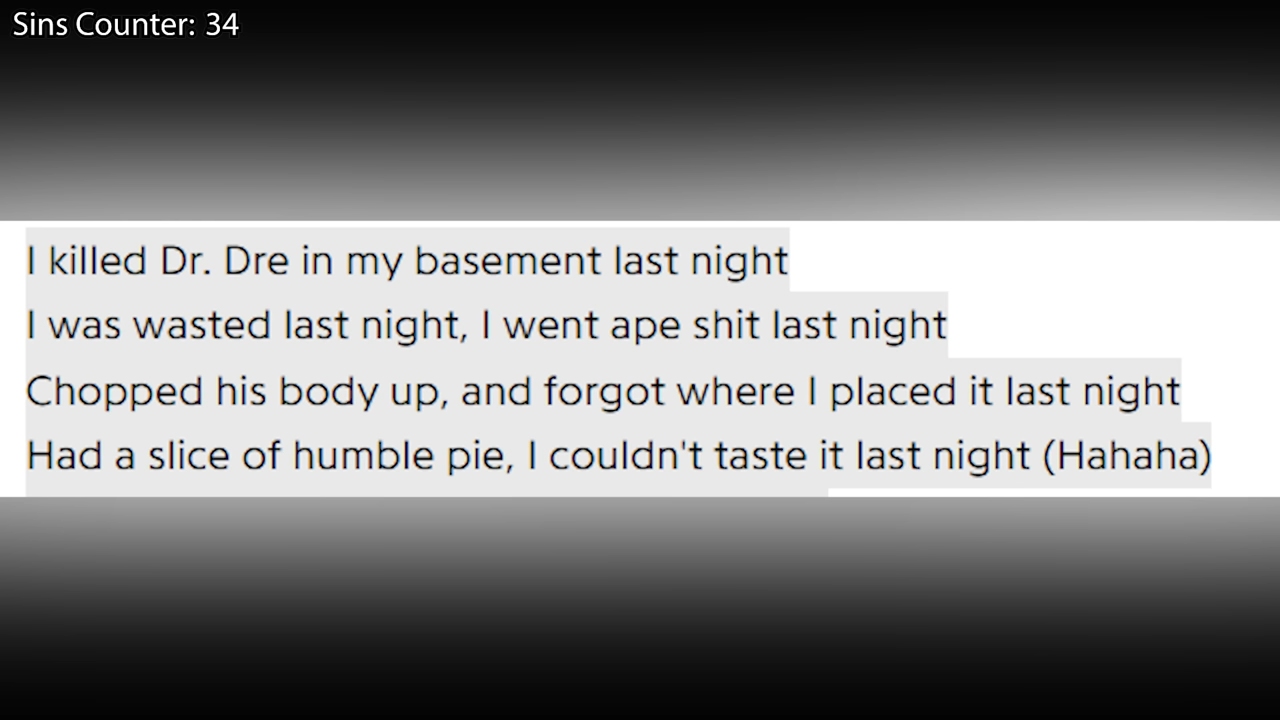 Sins Counter: 34
I killed Dr. Dre in my basement last night
I was wasted last night, I went ape shit last night
Chopped his body up, and forgot where I placed it last night
Had a slice of humble pie, I couldn't taste it last night (Hahaha)